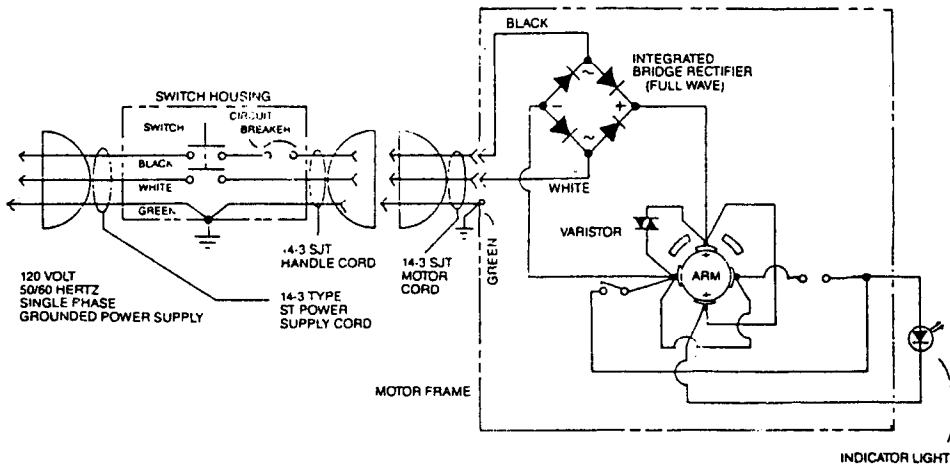 BLACK
INTEGRATED
BRIDGE RECTIFIER
(FULL WAVE)
~
−
+
~
SWITCH HOUSING
SWITCH
CIRCUIT
BREAKER
BLACK
WHITE
GREEN
WHITE
GREEN
14-3 SJT
HANDLE CORD
14-3 SJT
MOTOR
CORD
VARISTOR
+
ARM
+
120 VOLT
50/60 HERTZ
SINGLE PHASE
GROUNDED POWER SUPPLY
14-3 TYPE
ST POWER
SUPPLY CORD
MOTOR FRAME
INDICATOR LIGHT